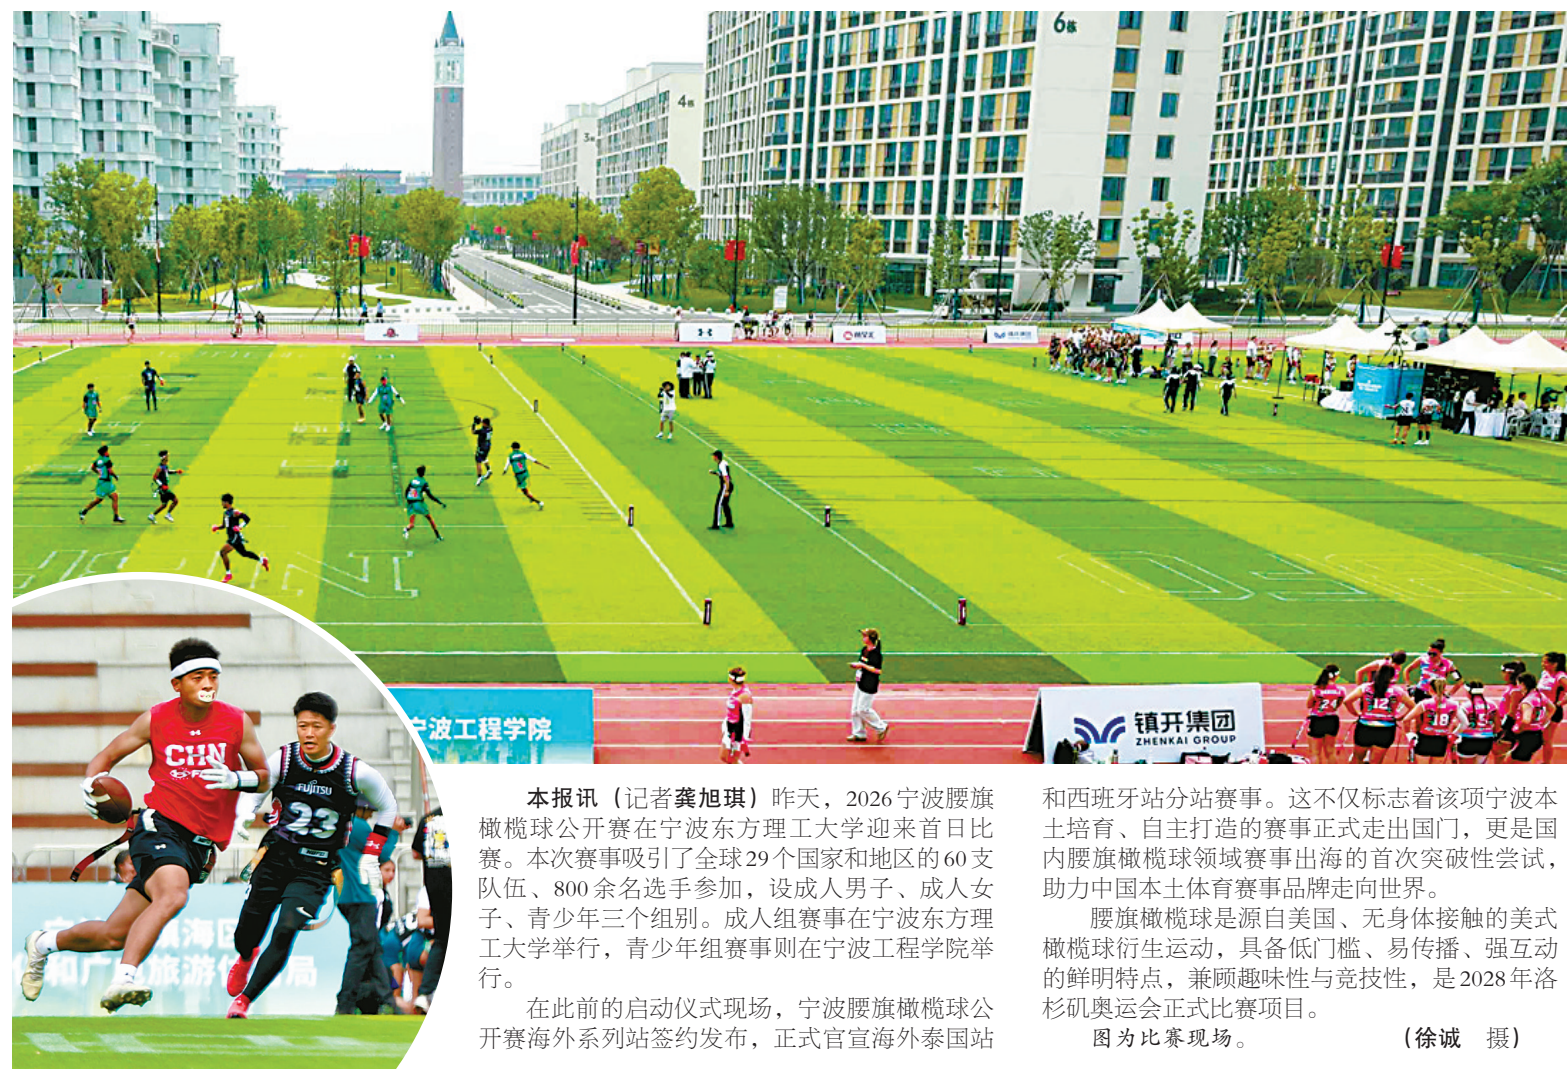 6栋
4栋
3
宁波工程学院
镇开集团
ZHENKAI GROUP
24
12
18
CHN
FUJITSU
23
镇海区
和广
旅游
局
本报讯（记者龚旭琪）昨天，2026宁波腰旗
橄榄球公开赛在宁波东方理工大学迎来首日比
赛。本次赛事吸引了全球29个国家和地区的60支
队伍、800余名选手参加，设成人男子、成人女
子、青少年三个组别。成人组赛事在宁波东方理
工大学举行，青少年组赛事则在宁波工程学院举
行。
在此前的启动仪式现场，宁波腰旗橄榄球公
开赛海外系列站签约发布，正式官宣海外泰国站
和西班牙站分站赛事。这不仅标志着该项宁波本
土培育、自主打造的赛事正式走出国门，更是国
内腰旗橄榄球领域赛事出海的首次突破性尝试，
助力中国本土体育赛事品牌走向世界。
腰旗橄榄球是源自美国、无身体接触的美式
橄榄球衍生运动，具备低门槛、易传播、强互动
的鲜明特点，兼顾趣味性与竞技性，是2028年洛
杉矶奥运会正式比赛项目。
图为比赛现场。 （徐诚 摄）